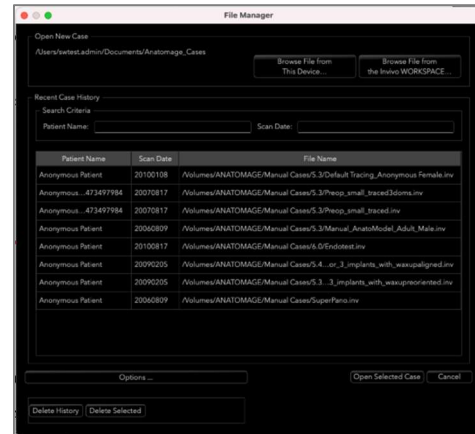 File Manager
Open New Case
/Users/swtest.admin/Documents/Anatomage_Cases
Browse File from
This Device...
Browse File from
the Invivo WORKSPACE...
Recent Case History
Search Criteria
Patient Name:
Scan Date:
Patient Name Scan Date File Name
Anonymous Patient 20100108 /Volumes/ANATOMAGE/Manual Cases/5.3/Default Tracing_Anonymous Female.inv
Anonymous...473497984 20070817 /Volumes/ANATOMAGE/Manual Cases/5.3/Preop_small_traced3doms.inv
Anonymous...473497984 20070817 /Volumes/ANATOMAGE/Manual Cases/5.3/Preop_small_traced.inv
Anonymous Patient 20060809 /Volumes/ANATOMAGE/Manual Cases/5.3/Manual_AnatoModel_Adult_Male.inv
Anonymous Patient 20100817 /Volumes/ANATOMAGE/Manual Cases/6.0/Endotest.inv
Anonymous Patient 20090205 /Volumes/ANATOMAGE/Manual Cases/5.4...or_3_implants_with_waxupaligned.inv
Anonymous Patient 20090205 /Volumes/ANATOMAGE/Manual Cases/5.3...3_implants_with_waxupreoriented.inv
Anonymous Patient 20060809 /Volumes/ANATOMAGE/Manual Cases/SuperPano.inv
Options ...
Open Selected Case
Cancel
Delete History
Delete Selected